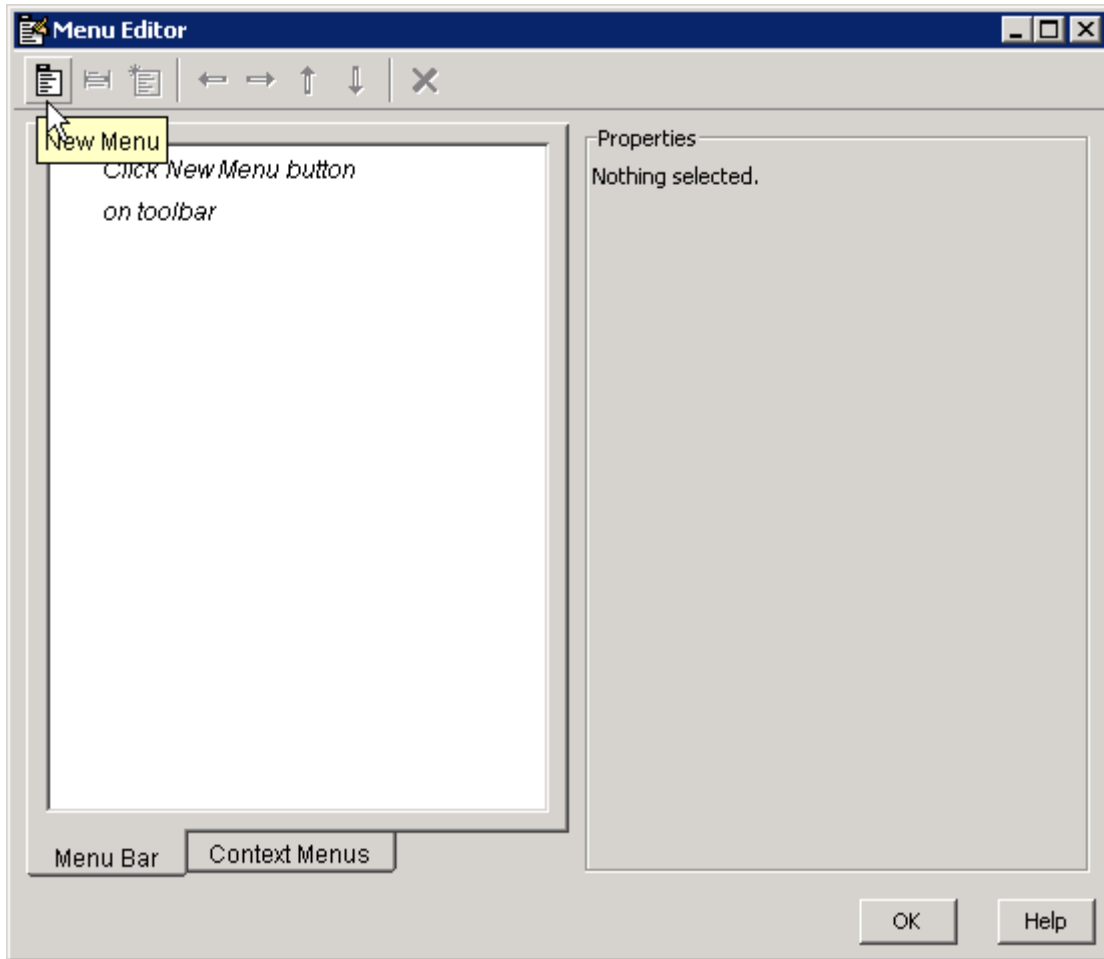 Menu Editor
New Menu
Click New Menu button
on toolbar
Properties
Nothing selected.
Menu Bar
Context Menus
OK
Help